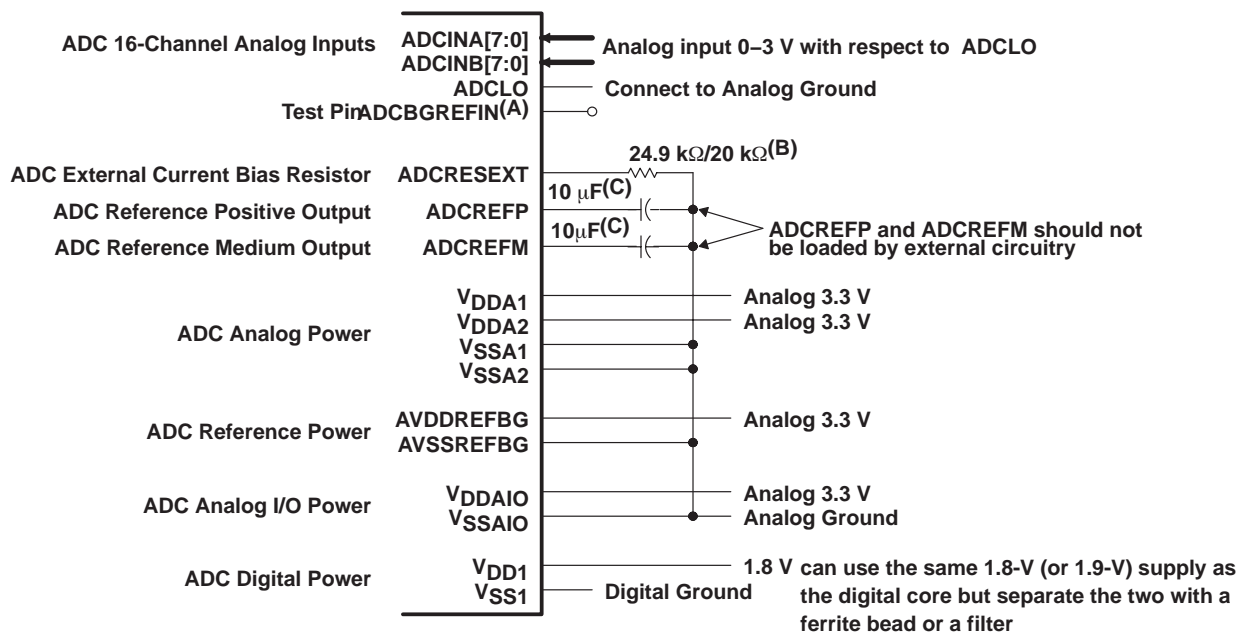 ADC 16-Channel Analog Inputs
ADCINA[7:0]
ADCINB[7:0]
Analog input 0–3 V with respect to ADCLO
ADCLO
Connect to Analog Ground
Test Pin
ADCBGREFIN(A)
24.9 kΩ/20 kΩ(B)
ADC External Current Bias Resistor
ADCRESEXT
10 μF(C)
ADC Reference Positive Output
ADCREFP
10μF(C)
ADC Reference Medium Output
ADCREFM
ADCREFP and ADCREFM should not
be loaded by external circuitry
ADC Analog Power
VDDA1
Analog 3.3 V
VDDA2
Analog 3.3 V
VSSA1
VSSA2
ADC Reference Power
AVDDREFBG
Analog 3.3 V
AVSSREFBG
ADC Analog I/O Power
VDDAIO
Analog 3.3 V
VSSAIO
Analog Ground
ADC Digital Power
VDD1
1.8 V can use the same 1.8-V (or 1.9-V) supply as
the digital core but separate the two with a
ferrite bead or a filter
VSS1
Digital Ground